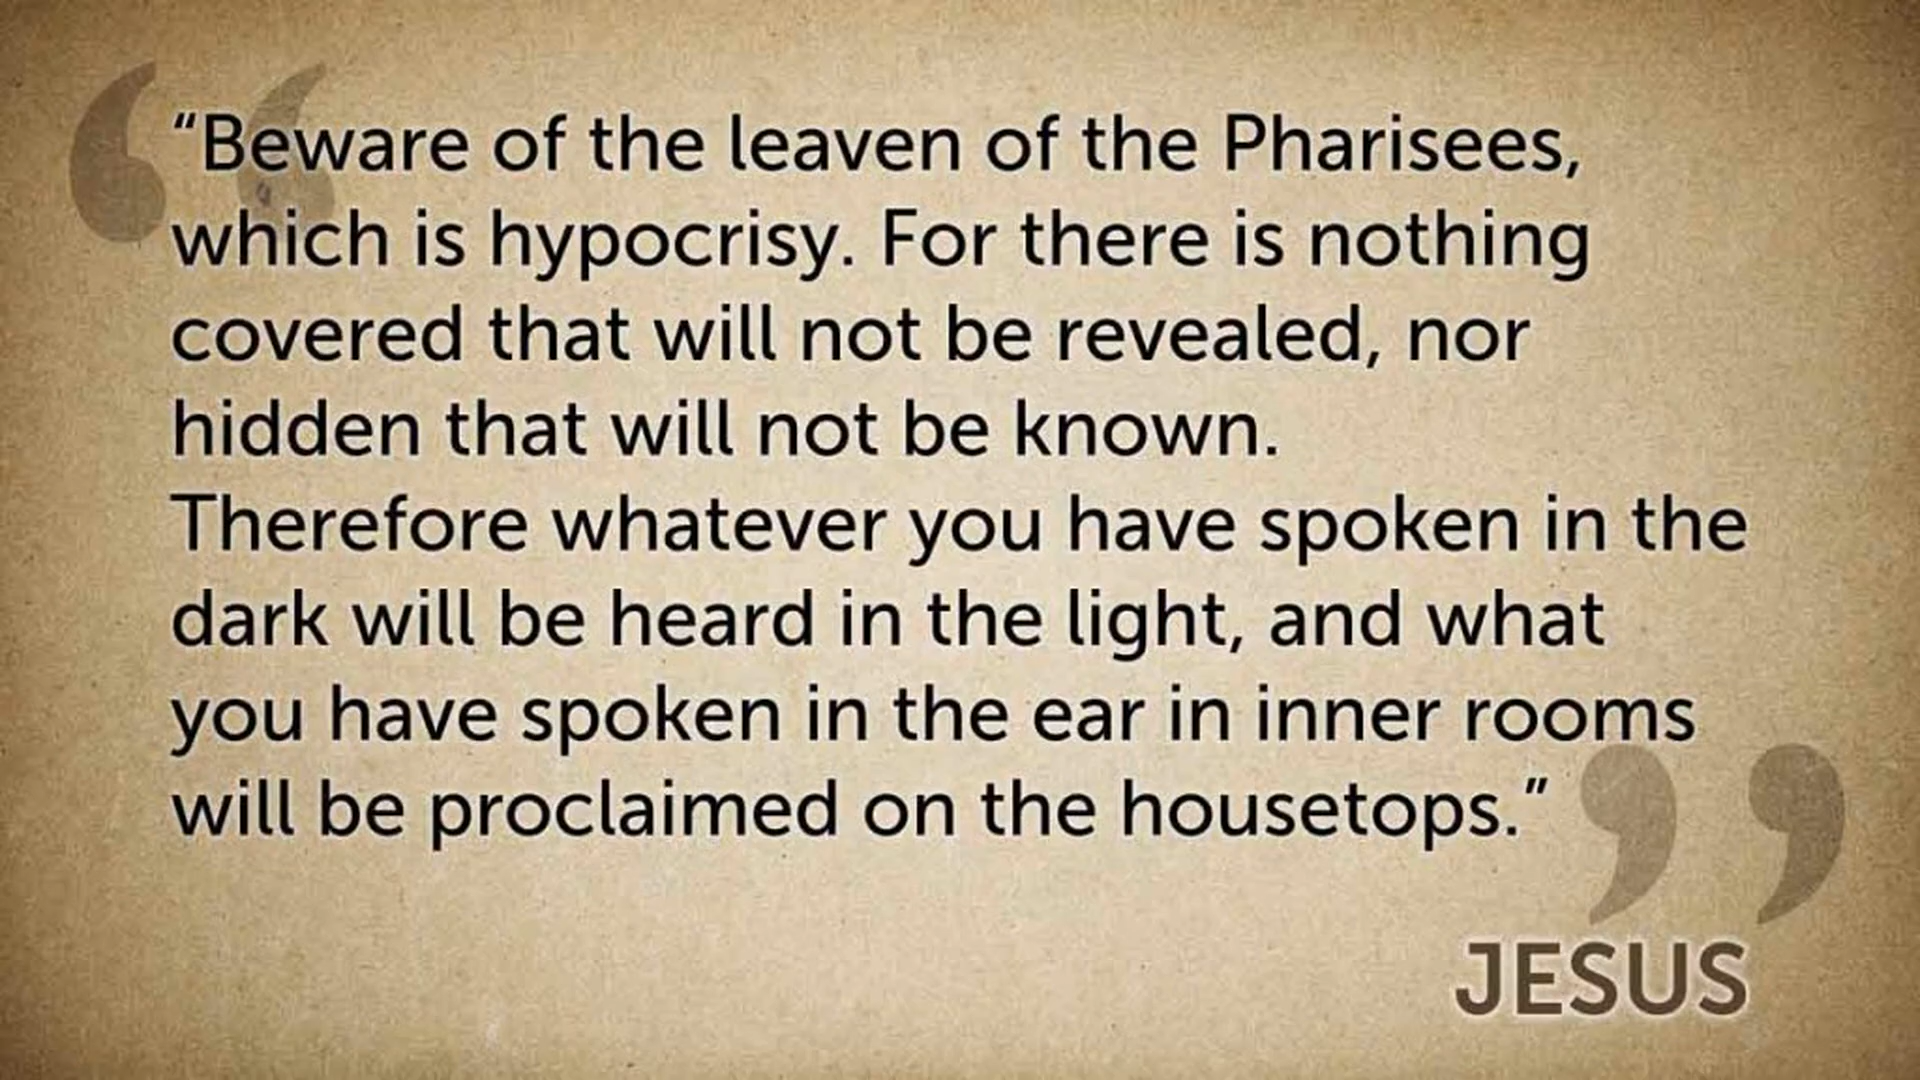 “Beware of the leaven of the Pharisees,
which is hypocrisy. For there is nothing
covered that will not be revealed, nor
hidden that will not be known.
Therefore whatever you have spoken in the
dark will be heard in the light, and what
you have spoken in the ear in inner rooms
will be proclaimed on the housetops.”
JESUS